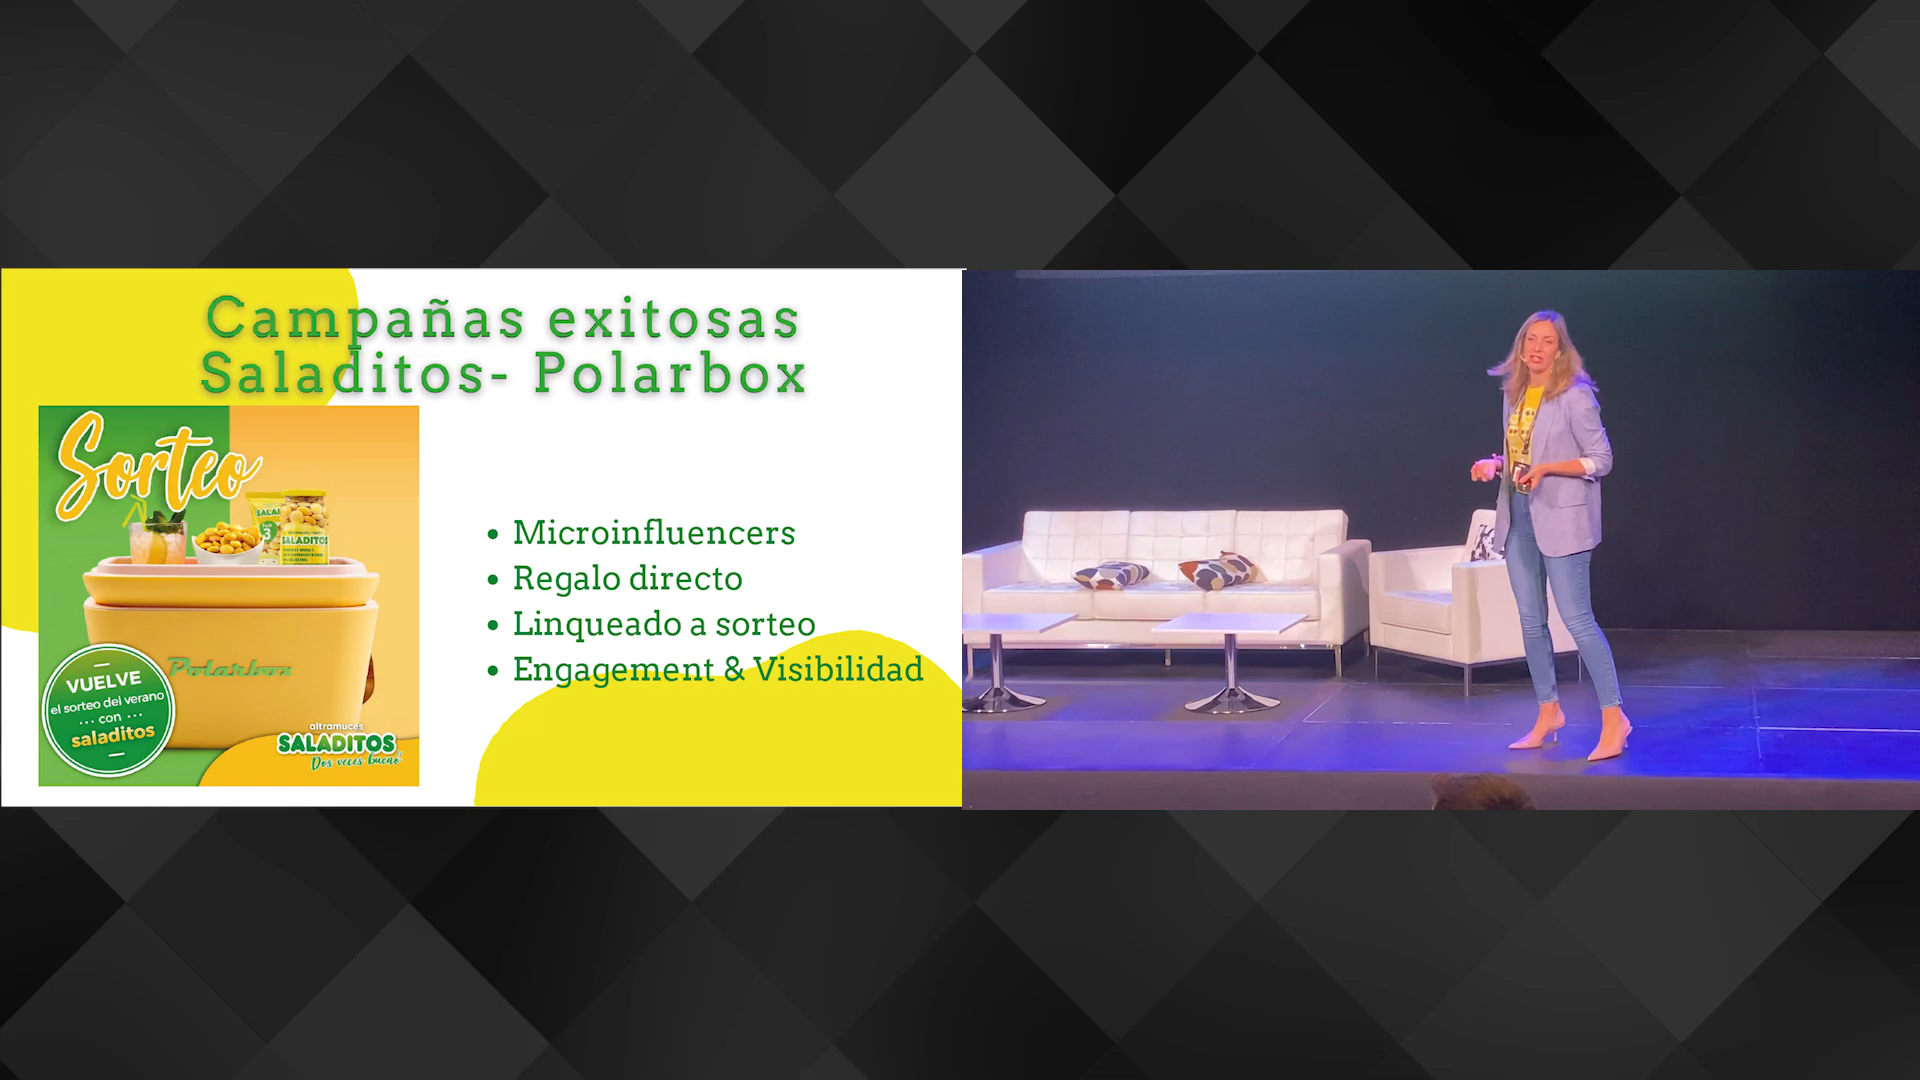 Campañas exitosas
Saladitos- Polarbox
Sorteo
SALADITOS
Polarbox
VUELVE
el sorteo del verano
... con ...
saladitos
altramuces
SALADITOS
Dos veces bueno!
• Microinfluencers
• Regalo directo
• Linqueado a sorteo
• Engagement & Visibilidad